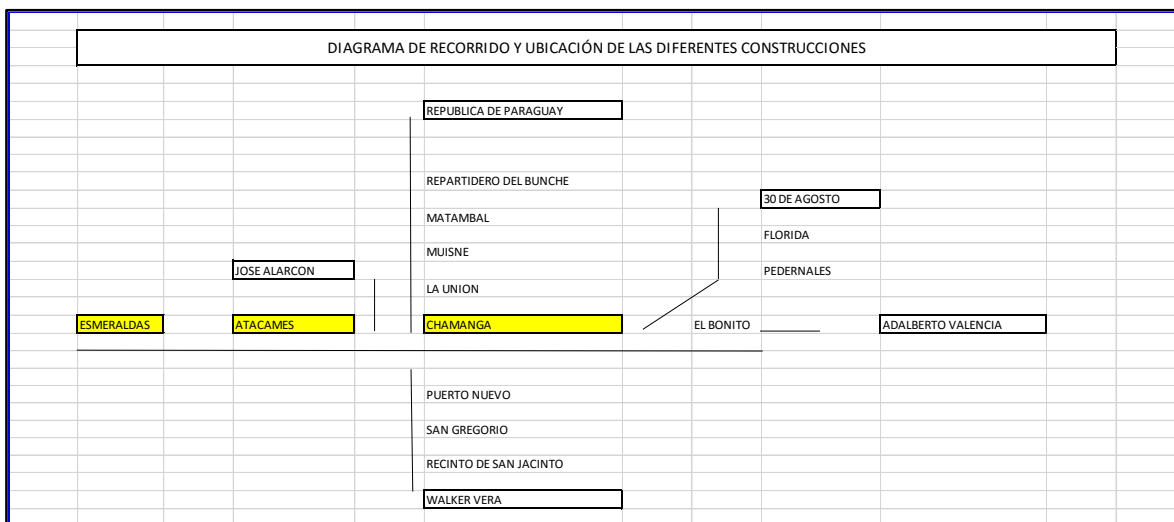 DIAGRAMA DE RECORRIDO Y UBICACIÓN DE LAS DIFERENTES CONSTRUCCIONES
REPUBLICA DE PARAGUAY
REPARTIDERO DEL BUNCHE
30 DE AGOSTO
MATAMBAL
FLORIDA
MUISNE
JOSE ALARCON
PEDERNALES
LA UNION
ESMERALDAS ATACAMES CHAMANGA EL BONITO ADALBERTO VALENCIA
PUERTO NUEVO
SAN GREGORIO
RECINTO DE SAN JACINTO
WALKER VERA